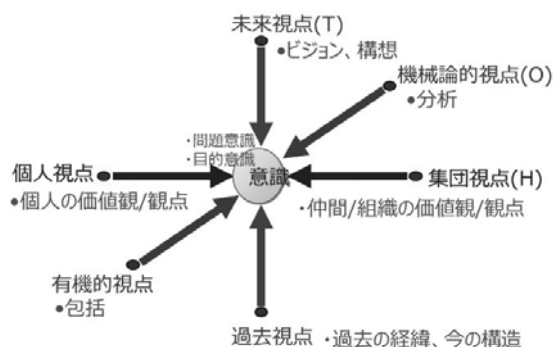 未来視点(T)
●ビジョン、構想
機械論的視点(O)
●分析
・問題意識
・目的意識
意識
個人視点
●個人の価値観/観点
集団視点(H)
・仲間/組織の価値観/観点
有機的視点
●包括
過去視点 ・過去の経緯、今の構造